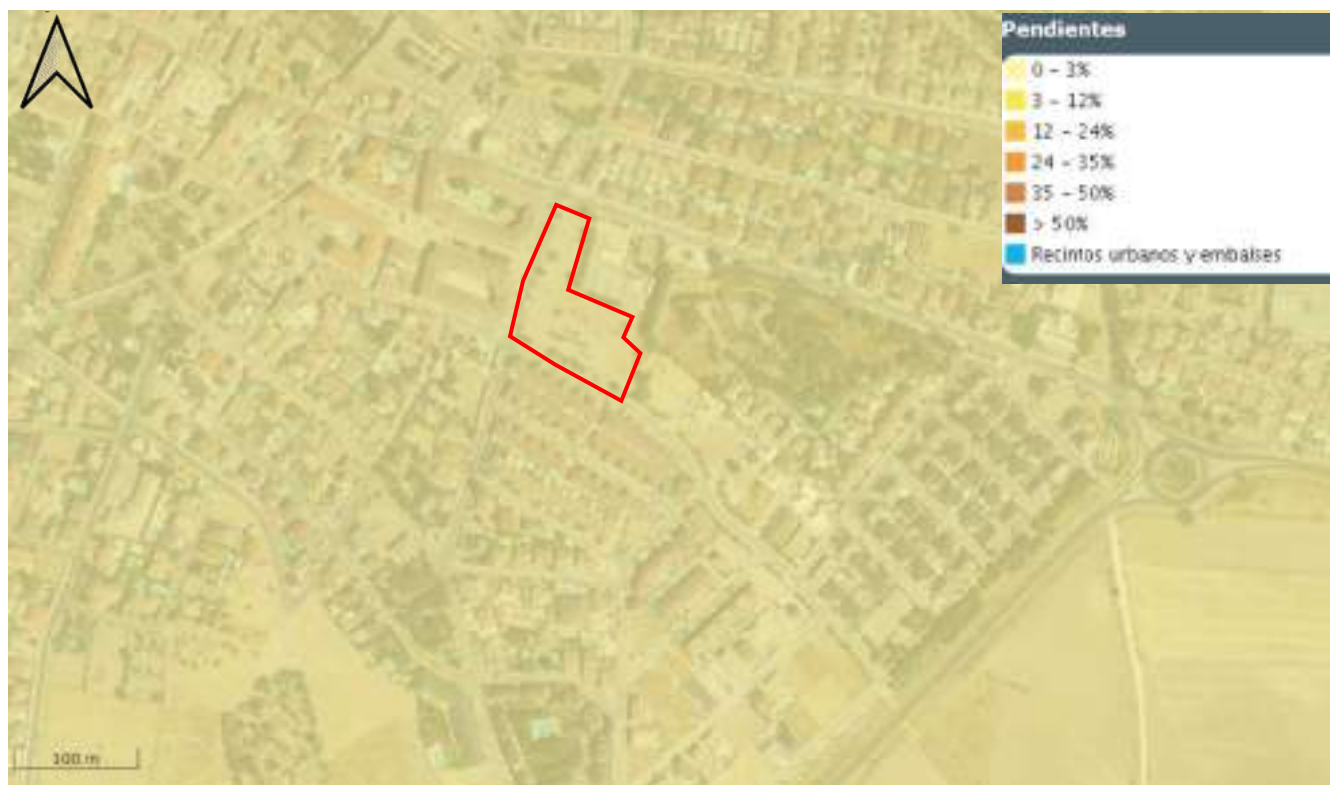 Pendientes
0 - 3%
3 - 12%
12 - 24%
24 - 35%
35 - 50%
> 50%
Recintos urbanos y embalses
100 m